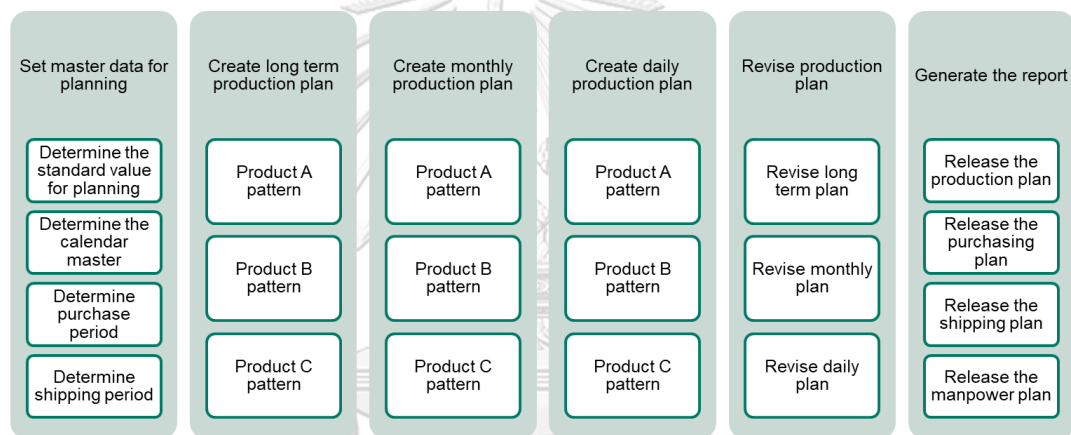 Set master data for
planning
Determine the
standard value
for planning
Determine the
calendar
master
Determine
purchase
period
Determine
shipping period
Create long term
production plan
Product A
pattern
Product B
pattern
Product C
pattern
Create monthly
production plan
Product A
pattern
Product B
pattern
Product C
pattern
Create daily
production plan
Product A
pattern
Product B
pattern
Product C
pattern
Revise production
plan
Revise long
term plan
Revise monthly
plan
Revise daily
plan
Generate the report
Release the
production plan
Release the
purchasing
plan
Release the
shipping plan
Release the
manpower plan